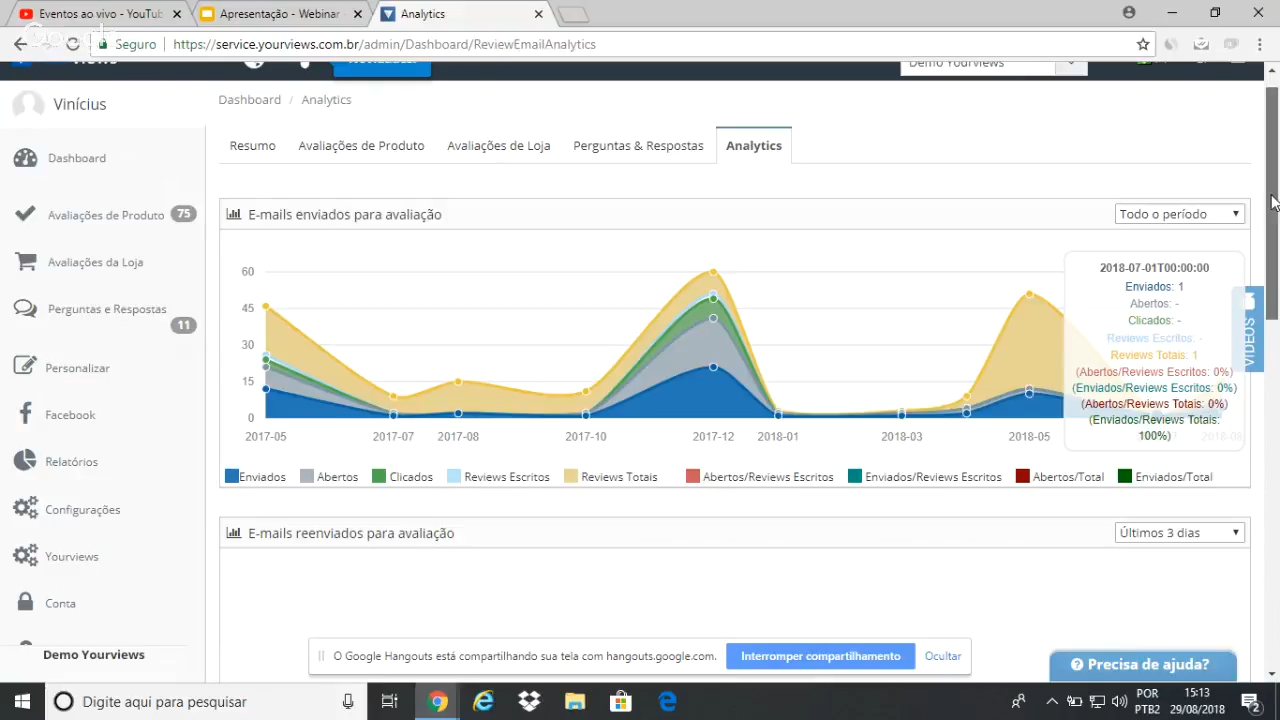 Eventos ao vivo - YouTub
Apresentação - Webinar
Analytics
Google
Seguro
https://service.yourviews.com.br/admin/Dashboard/ReviewEmailAnalytics
views
Novidades!
Demo Yourviews
Vinícius
Dashboard / Analytics
Resumo
Avaliações de Produto
Avaliações de Loja
Perguntas & Respostas
Analytics
Dashboard
Avaliações de Produto 75
Avaliações da Loja
Perguntas e Respostas
11
Personalizar
Facebook
Relatórios
Configurações
Yourviews
Conta
Demo Yourviews
E-mails enviados para avaliação
Todo o período
60
45
30
15
0
2017-05
2017-07
2017-08
2017-10
2017-12
2018-01
2018-03
2018-05
2018-08
2018-07-01T00:00:00
Enviados: 1
Abertos: -
Clicados: -
Reviews Escritos: -
Reviews Totais: 1
(Abertos/Reviews Escritos: 0%)
(Enviados/Reviews Escritos: 0%)
(Abertos/Reviews Totais: 0%)
(Enviados/Reviews Totais:
100%)
VÍDEOS
Enviados
Abertos
Clicados
Reviews Escritos
Reviews Totais
Abertos/Reviews Escritos
Enviados/Reviews Escritos
Abertos/Total
Enviados/Total
E-mails reenviados para avaliação
Últimos 3 dias
O Google Hangouts está compartilhando sua tela com hangouts.google.com.
Interromper compartilhamento
Ocultar
Precisa de ajuda?
Digite aqui para pesquisar
POR
PTB2
15:13
29/08/2018
2